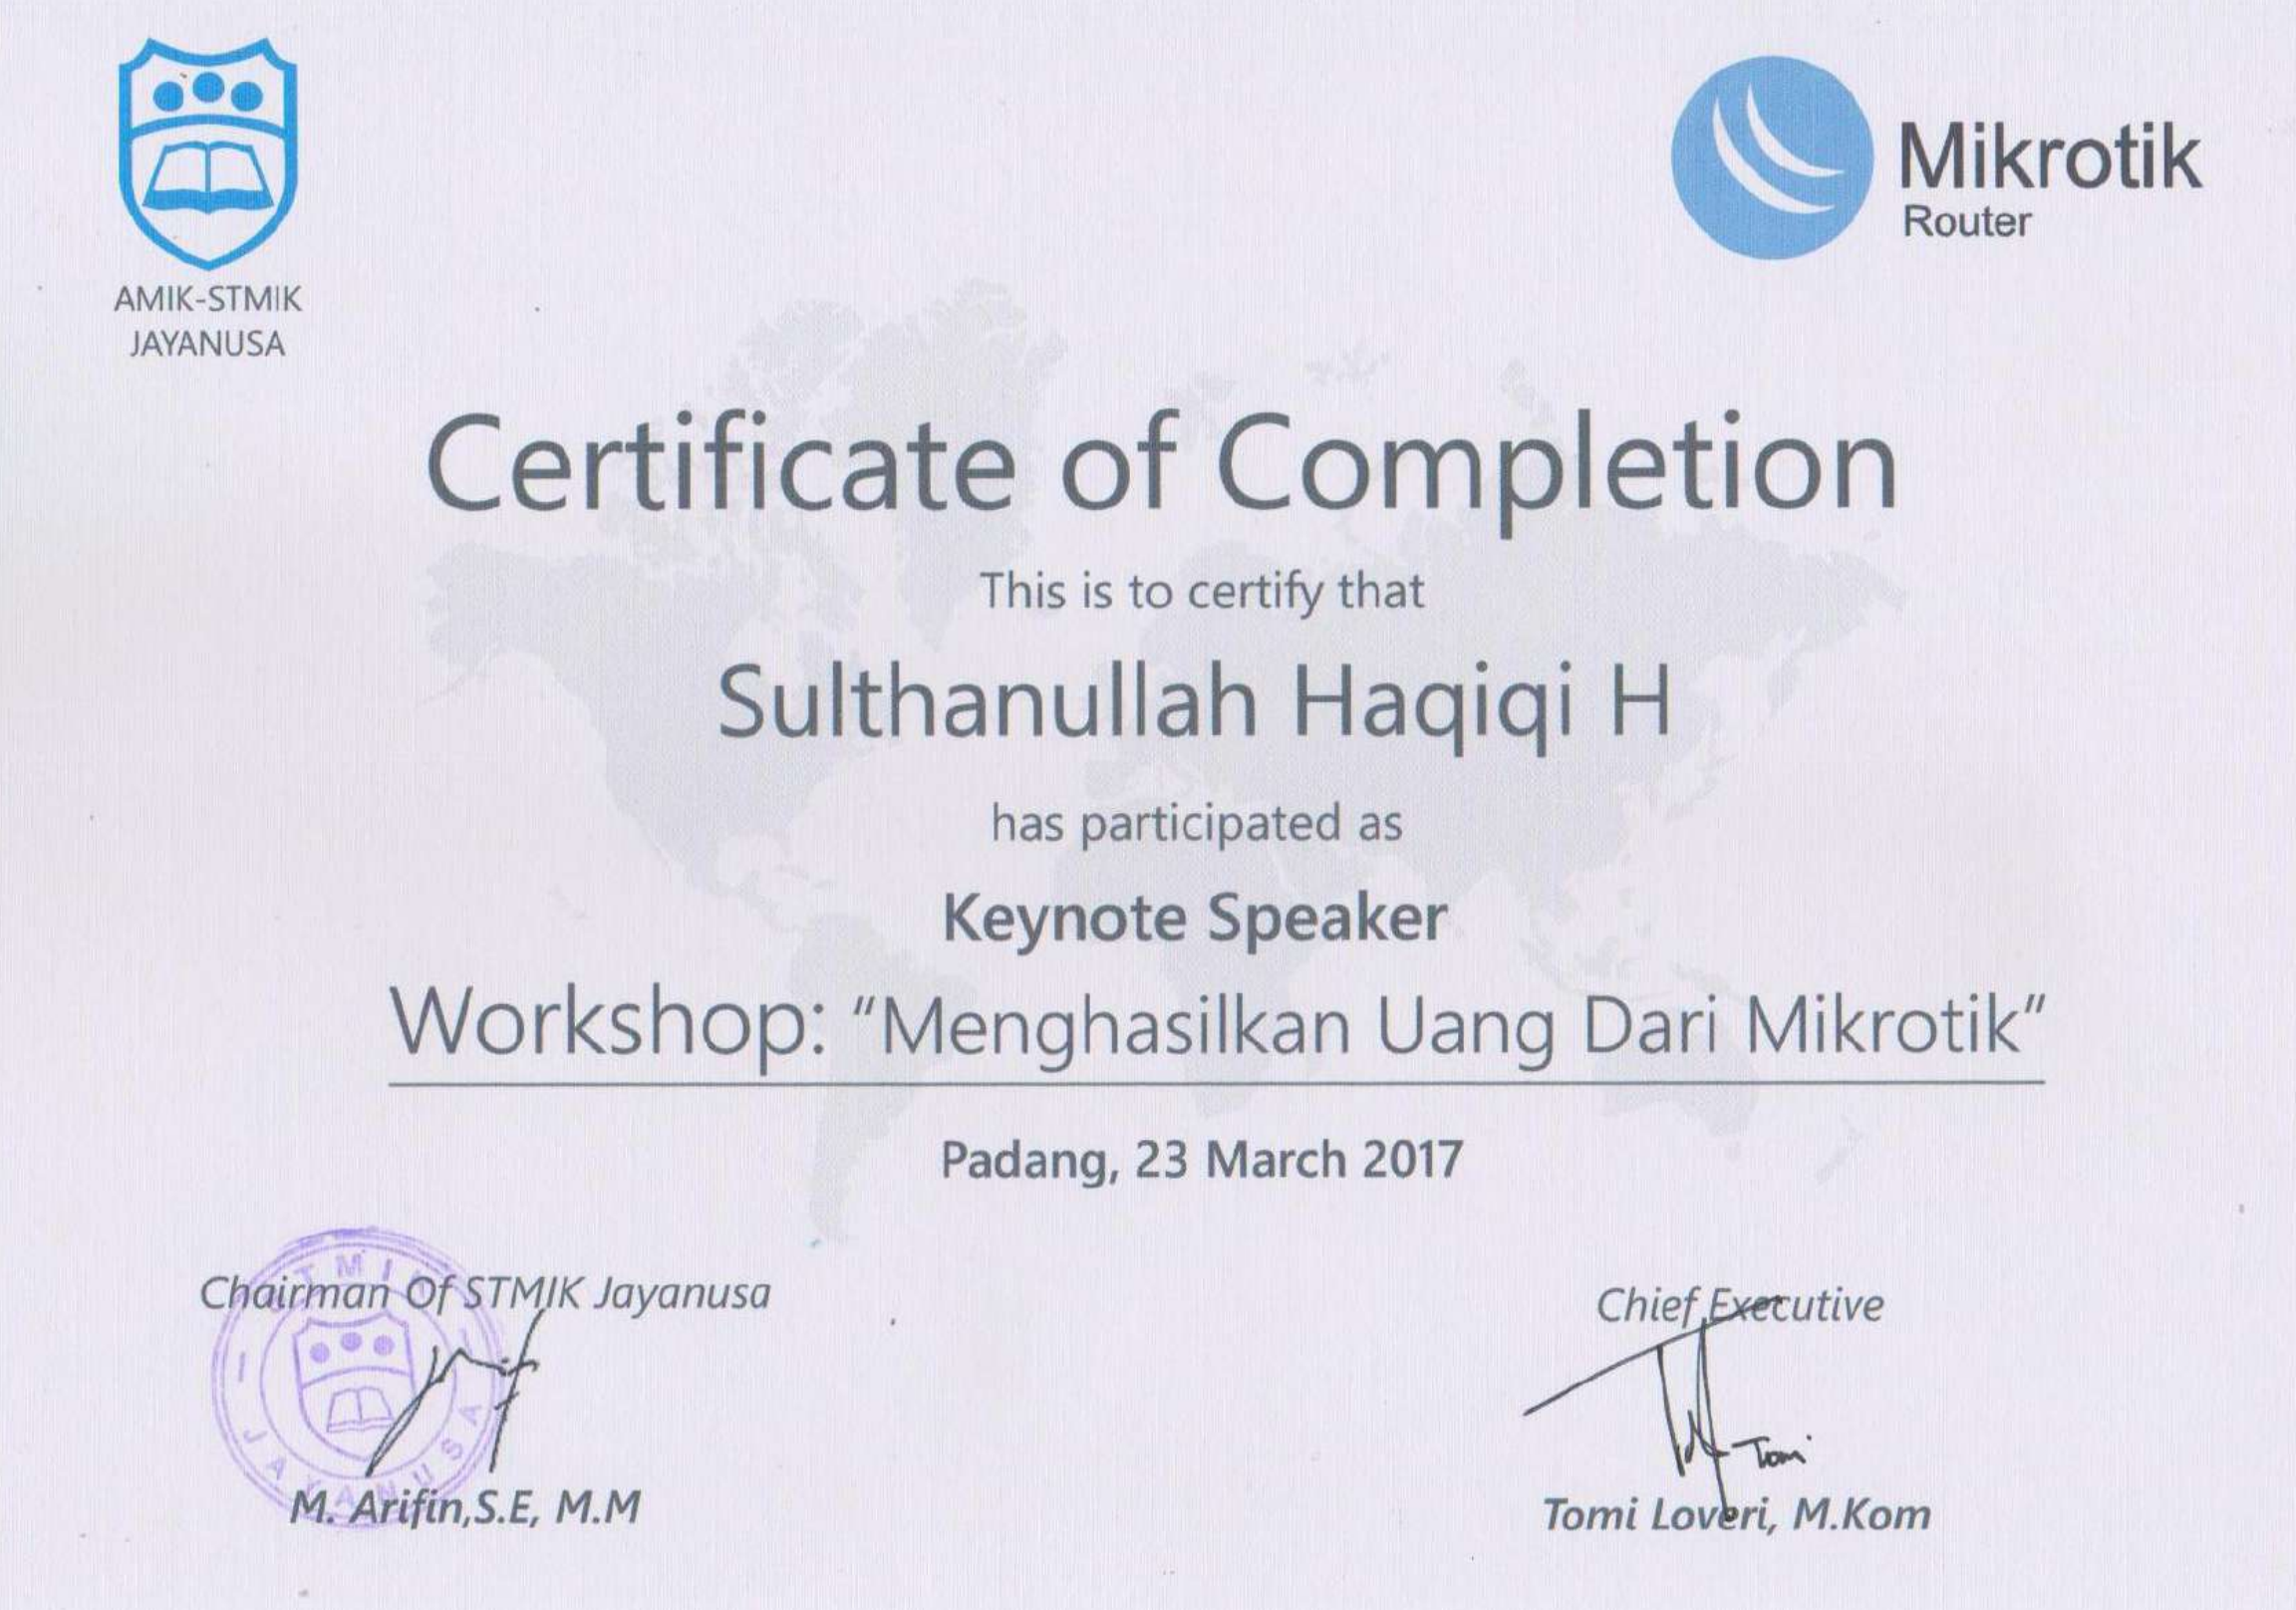 AMIK-STMIK
JAYANUSA
Mikrotik
Router
Certificate of Completion
This is to certify that
Sulthanullah Haqiqi H
has participated as
Keynote Speaker
Workshop: “Menghasilkan Uang Dari Mikrotik”
Padang, 23 March 2017
Chairman Of STMIK Jayanusa
STMIK
JAYANUSA
M. Arifin,S.E, M.M
Chief Executive
Tomi
Tomi Loveri, M.Kom